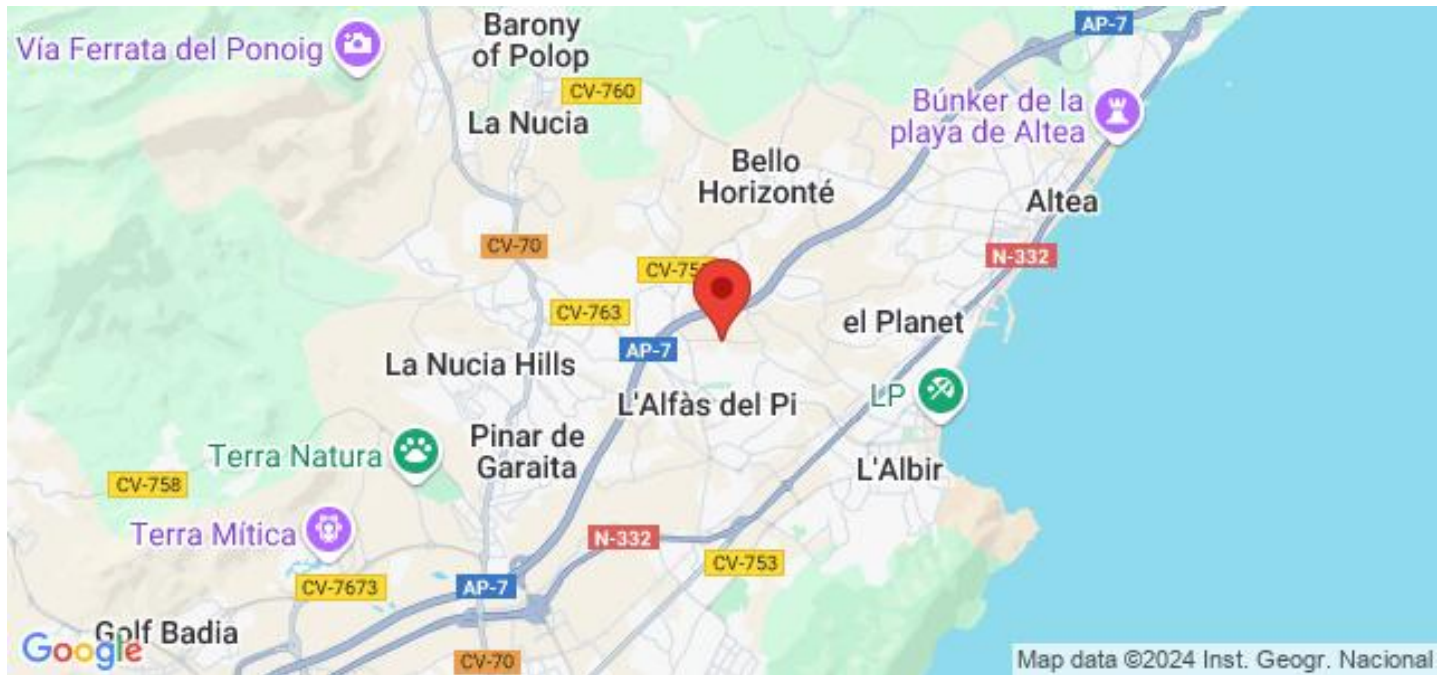 Barony
of Polop
AP-7
Vía Ferrata del Ponoig
CV-760
Búnker de la
playa de Altea
La Nucia
Bello
Horizonté
Altea
CV-70
N-332
CV-763
el Planet
AP-7
La Nucia Hills
LP
L'Alfàs del Pi
Pinar de
Garaita
Terra Natura
L'Albir
CV-758
Terra Mítica
N-332
CV-753
CV-7673
AP-7
Golf Badia
Google
CV-70
Map data ©2024 Inst. Geogr. Nacional